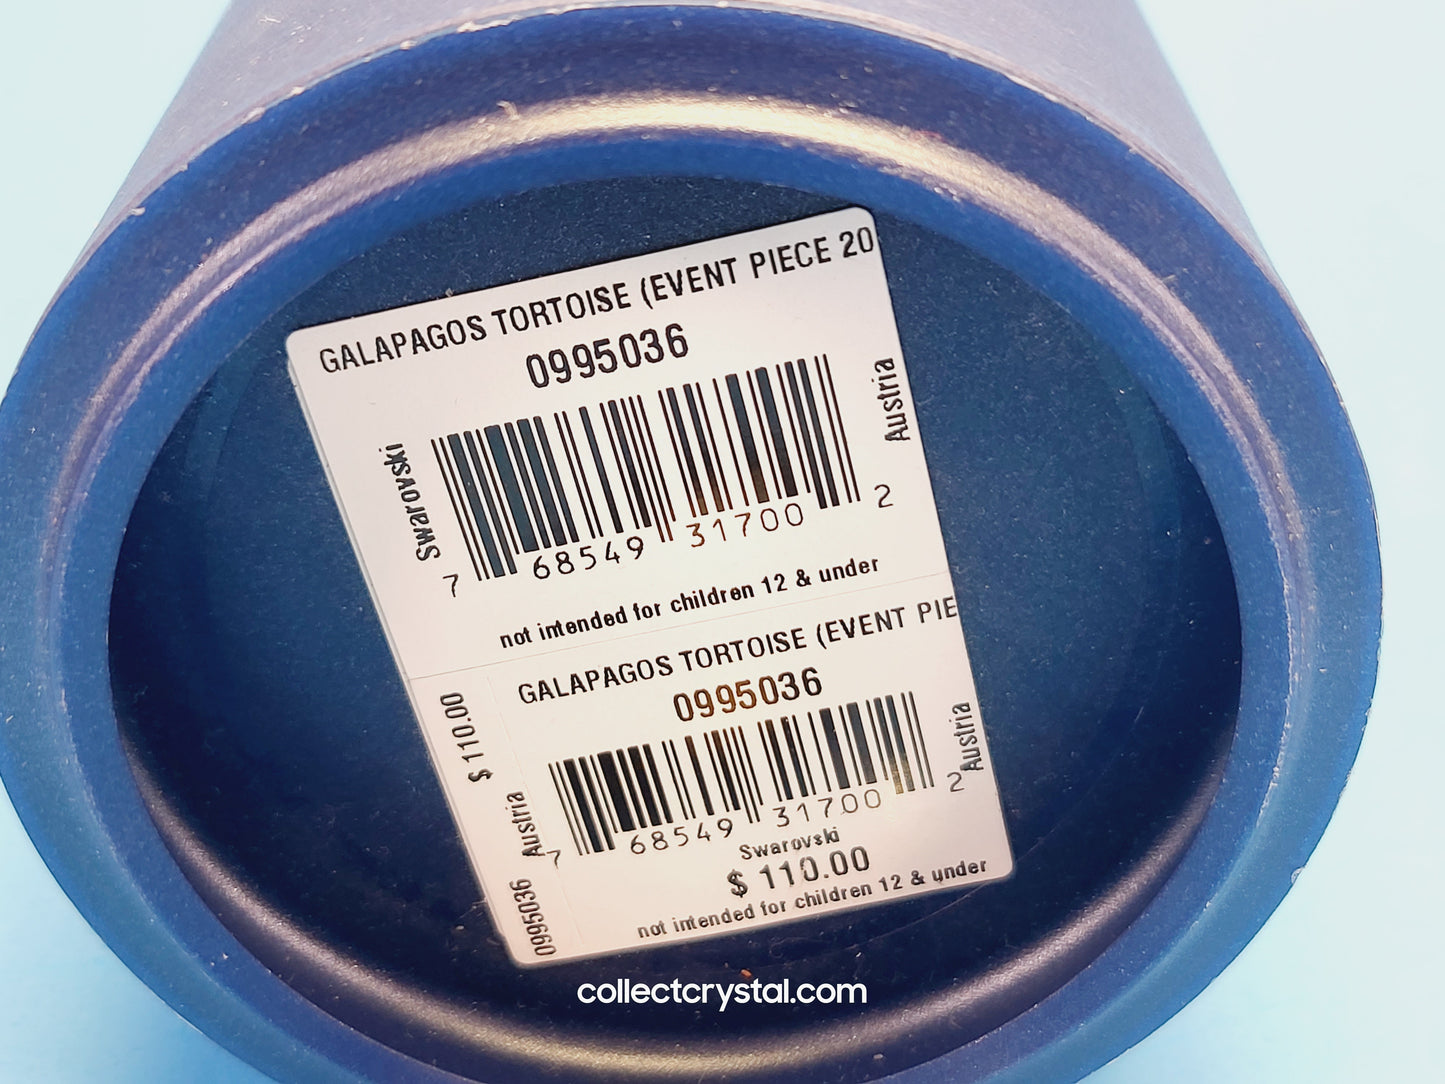 GALAPAGOS TORTOISE (EVENT PIECE 20
0995036
Swarovski
Austria
7 68549 31700 2
not intended for children 12 & under
GALAPAGOS TORTOISE (EVENT PIE
0995036
$ 110.00
Austria
0995036
Austria
7 68549 31700 2
Swarovski
$ 110.00
not intended for children 12 & under
collectcrystal.com